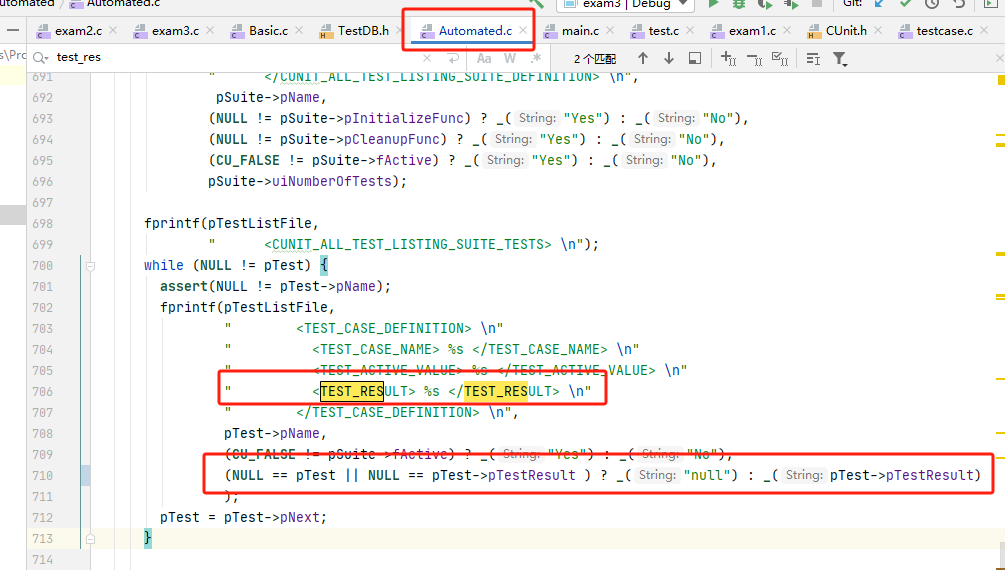 utomated
Automated.c
exam3 | Debug
Git:
exam2.c
exam3.c
Basic.c
TestDB.h
Automated.c
main.c
test.c
exam1.c
CUnit.h
testcase.c
s\Pro
test_res
Aa
W
.*
2 个匹配
691 " </CUNIT_ALL_TEST_LISTING_SUITE_DEFINITION> \n",
692 pSuite->pName,
693 (NULL != pSuite->pInitializeFunc) ? _( String: "Yes") : _( String: "No"),
694 (NULL != pSuite->pCleanupFunc) ? _( String: "Yes") : _( String: "No"),
695 (CU_FALSE != pSuite->fActive) ? _( String: "Yes") : _( String: "No"),
696 pSuite->uiNumberOfTests);
697
698 fprintf(pTestListFile,
699 " <CUNIT_ALL_TEST_LISTING_SUITE_TESTS> \n");
700 while (NULL != pTest) {
701 assert(NULL != pTest->pName);
702 fprintf(pTestListFile,
703 " <TEST_CASE_DEFINITION> \n"
704 " <TEST_CASE_NAME> %s </TEST_CASE_NAME> \n"
705 " <TEST_ACTIVE_VALUE> %s </TEST_ACTIVE_VALUE> \n"
706 " <TEST_RESULT> %s </TEST_RESULT> \n"
707 " </TEST_CASE_DEFINITION> \n",
708 pTest->pName,
709 (CU_FALSE != pSuite->fActive) ? _( String: "Yes") : _( String: "No"),
710 (NULL == pTest || NULL == pTest->pTestResult ) ? _( String: "null") : _( String: pTest->pTestResult)
711 );
712 pTest = pTest->pNext;
713 }
714